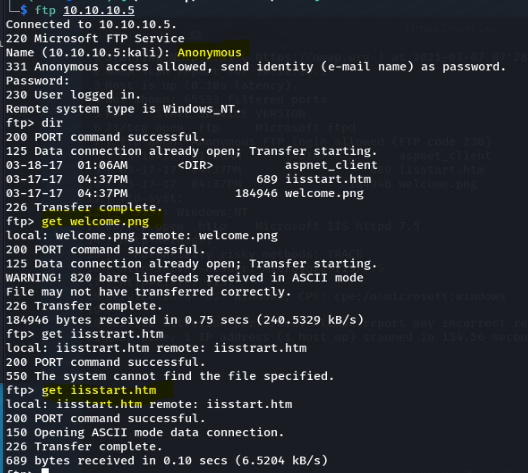 $ ftp 10.10.10.5
Connected to 10.10.10.5.
220 Microsoft FTP Service
Name (10.10.10.5:kali): Anonymous
331 Anonymous access allowed, send identity (e-mail name) as password.
Password:
230 User logged in.
Remote system type is Windows_NT.
ftp> dir
200 PORT command successful.
125 Data connection already open; Transfer starting.
03-18-17 01:06AM <DIR> aspnet_client
03-17-17 04:37PM 689 iisstart.htm
03-17-17 04:37PM 184946 welcome.png
226 Transfer complete.
ftp> get welcome.png
local: welcome.png remote: welcome.png
200 PORT command successful.
125 Data connection already open; Transfer starting.
WARNING! 820 bare linefeeds received in ASCII mode
File may not have transferred correctly.
226 Transfer complete.
184946 bytes received in 0.75 secs (240.5329 kB/s)
ftp> get iisstrart.htm
local: iisstrart.htm remote: iisstrart.htm
200 PORT command successful.
550 The system cannot find the file specified.
ftp> get iisstart.htm
local: iisstart.htm remote: iisstart.htm
200 PORT command successful.
150 Opening ASCII mode data connection.
226 Transfer complete.
689 bytes received in 0.10 secs (6.5204 kB/s)